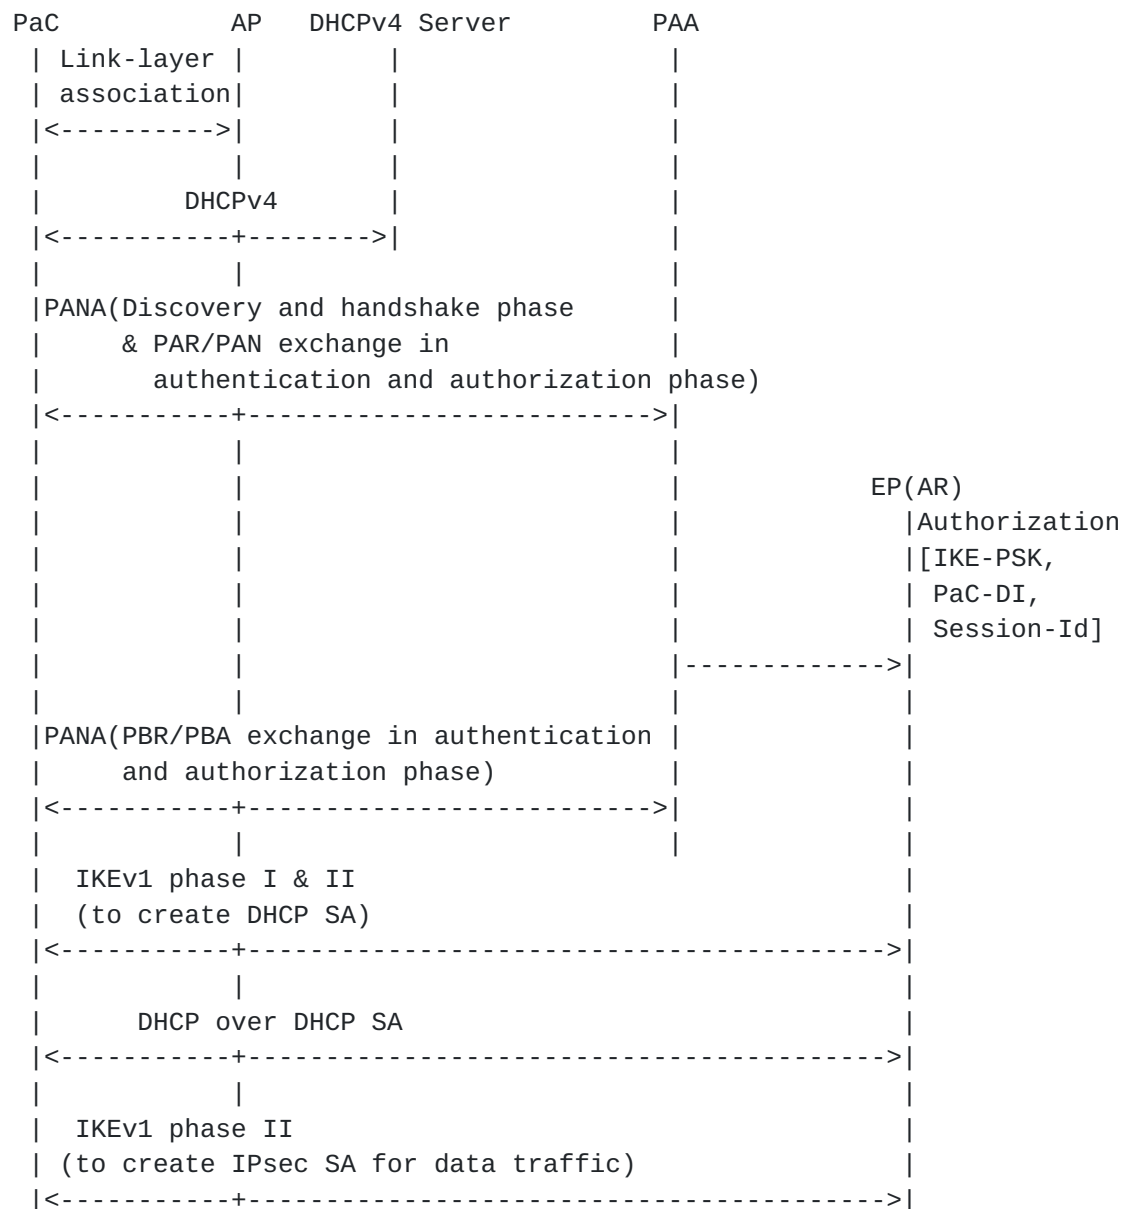 PaC             AP   DHCPv4 Server         PAA
 | Link-layer |         |                 |
 | association|         |                 |
 |<---------->|         |                 |
 |            |         |                 |
 |         DHCPv4       |                 |
 |<-----------+-------->|                 |
 |            |                           |
 |PANA(Discovery and handshake phase      |
 |     & PAR/PAN exchange in              |
 |       authentication and authorization phase)
 |<-----------+-------------------------->|
 |            |                           |
 |            |                           |            EP(AR)
 |            |                           |              |Authorization
 |            |                           |              |[IKE-PSK,
 |            |                           |              | PaC-DI,
 |            |                           |              | Session-Id]
 |            |                           |------------->|
 |            |                           |              |
 |PANA(PBR/PBA exchange in authentication |              |
 |     and authorization phase)           |              |
 |<-----------+-------------------------->|              |
 |            |                           |              |
 |  IKEv1 phase I & II                                   |
 |  (to create DHCP SA)                                  |
 |<-----------+----------------------------------------->|
 |            |                                          |
 |      DHCP over DHCP SA                                |
 |<-----------+----------------------------------------->|
 |            |                                          |
 |  IKEv1 phase II                                       |
 | (to create IPsec SA for data traffic)                 |
 |<-----------+----------------------------------------->|